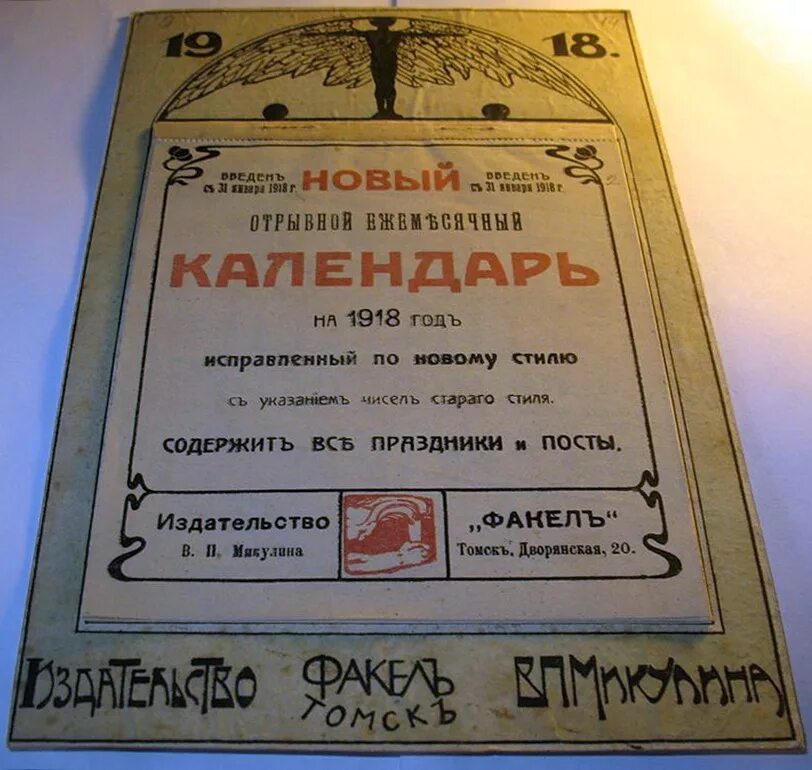 19 18.
ВВЕДЕНЪ НОВЫЙ ВВЕДЕНЪ
съ 31 января 1918 г. съ 31 января 1918 г.
ОТРЫВНОЙ ЕЖЕМѢСЯЧНЫЙ
КАЛЕНДАРЬ
НА 1918 ГОДЪ
ИСПРАВЛЕННЫЙ ПО НОВОМУ СТИЛЮ
СЪ УКАЗАНІЕМЪ ЧИСЕЛЪ СТАРАГО СТИЛЯ.
СОДЕРЖИТЪ ВСѢ ПРАЗДНИКИ и ПОСТЫ.
Издательство „ФАКЕЛЪ“
В. П. Микулина Томскъ, Дворянская, 20.
ИЗДАТЕЛЬСТВО ФАКЕЛЪ В.П.МИКУЛИНА
ТОМСКЪ